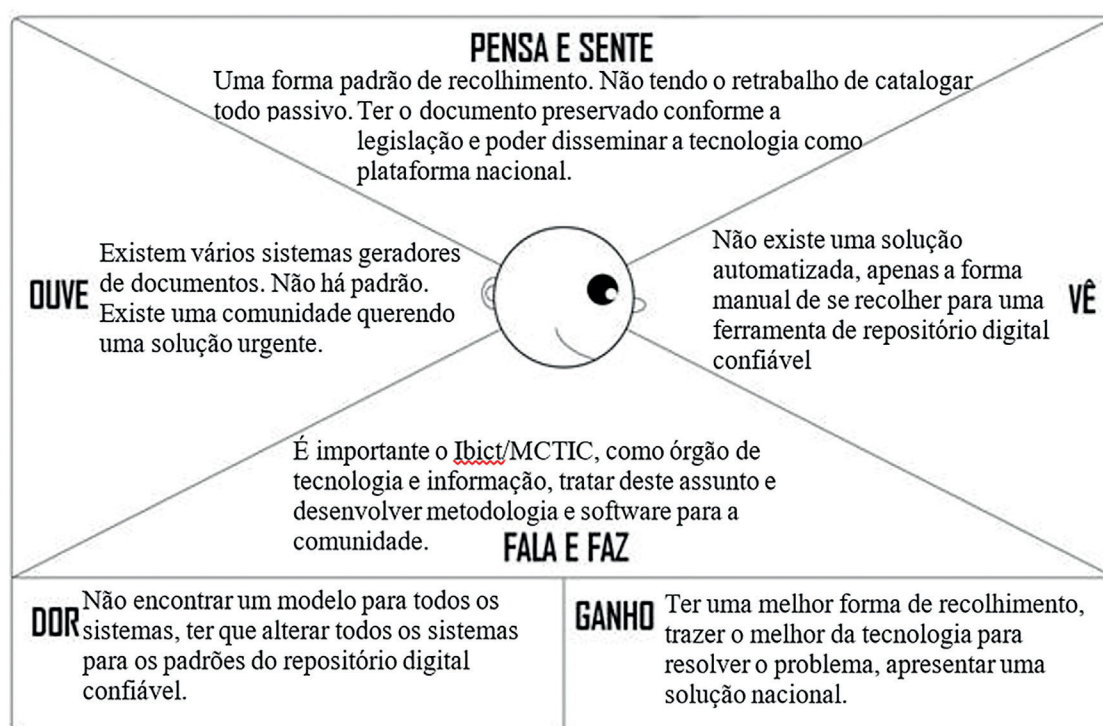 PENSA E SENTE
Uma forma padrão de recolhimento. Não tendo o retrabalho de catalogar
todo passivo. Ter o documento preservado conforme a
legislação e poder disseminar a tecnologia como
plataforma nacional.
OUVE
Existem vários sistemas geradores
de documentos. Não há padrão.
Existe uma comunidade querendo
uma solução urgente.
Não existe uma solução
automatizada, apenas a forma
manual de se recolher para uma
ferramenta de repositório digital
confiável
VÊ
É importante o Ibict/MCTIC, como órgão de
tecnologia e informação, tratar deste assunto e
desenvolver metodologia e software para a
comunidade.
FALA E FAZ
DOR
Não encontrar um modelo para todos os
sistemas, ter que alterar todos os sistemas
para os padrões do repositório digital
confiável.
GANHO
Ter uma melhor forma de recolhimento,
trazer o melhor da tecnologia para
resolver o problema, apresentar uma
solução nacional.